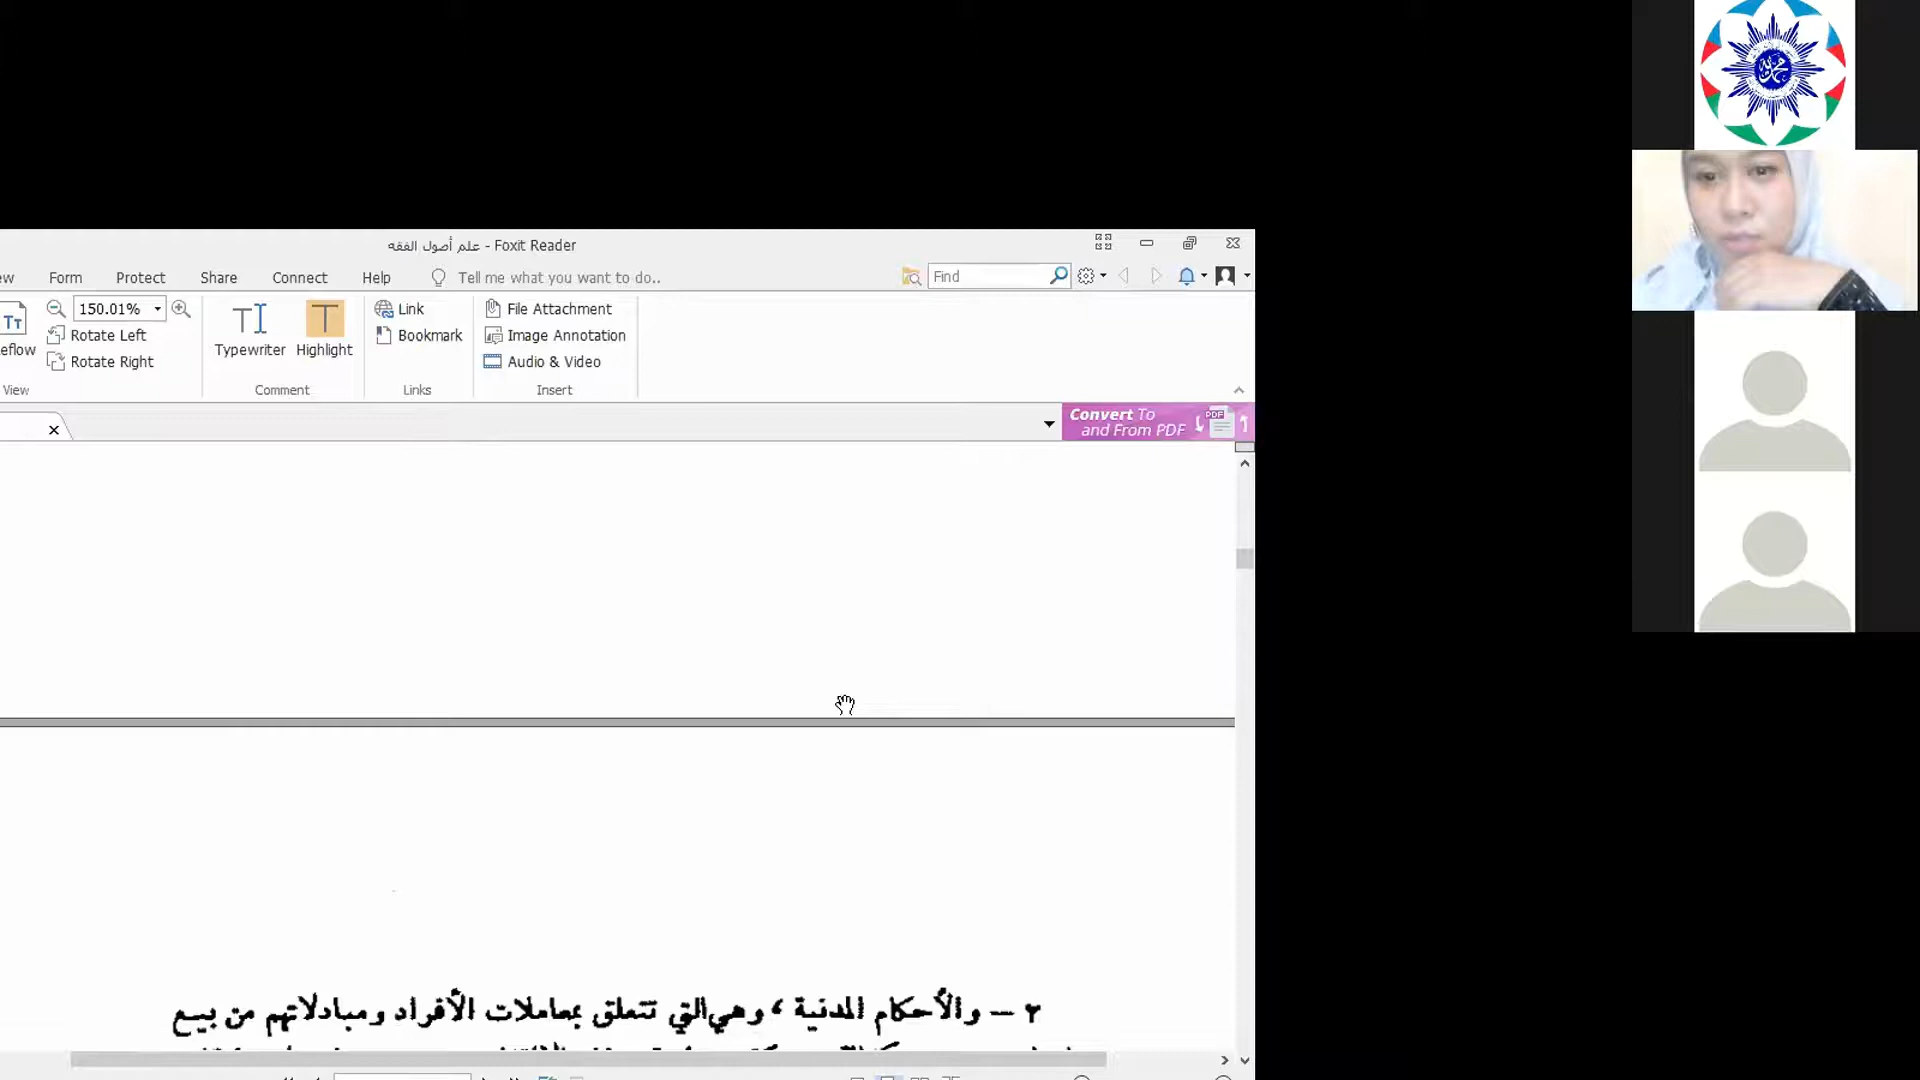 علم أصول الفقه - Foxit Reader
Form Protect Share Connect Help Tell me what you want to do.. Find
150.01%
Rotate Left
Rotate Right
View
Typewriter Highlight
Comment
Link
Bookmark
Links
File Attachment
Image Annotation
Audio & Video
Insert
Convert To
and From PDF
PDF
٢ – والأحكام المدنية ، وهي التي تتعلق بمعاملات الأفراد ومبادلاتهم من بيع